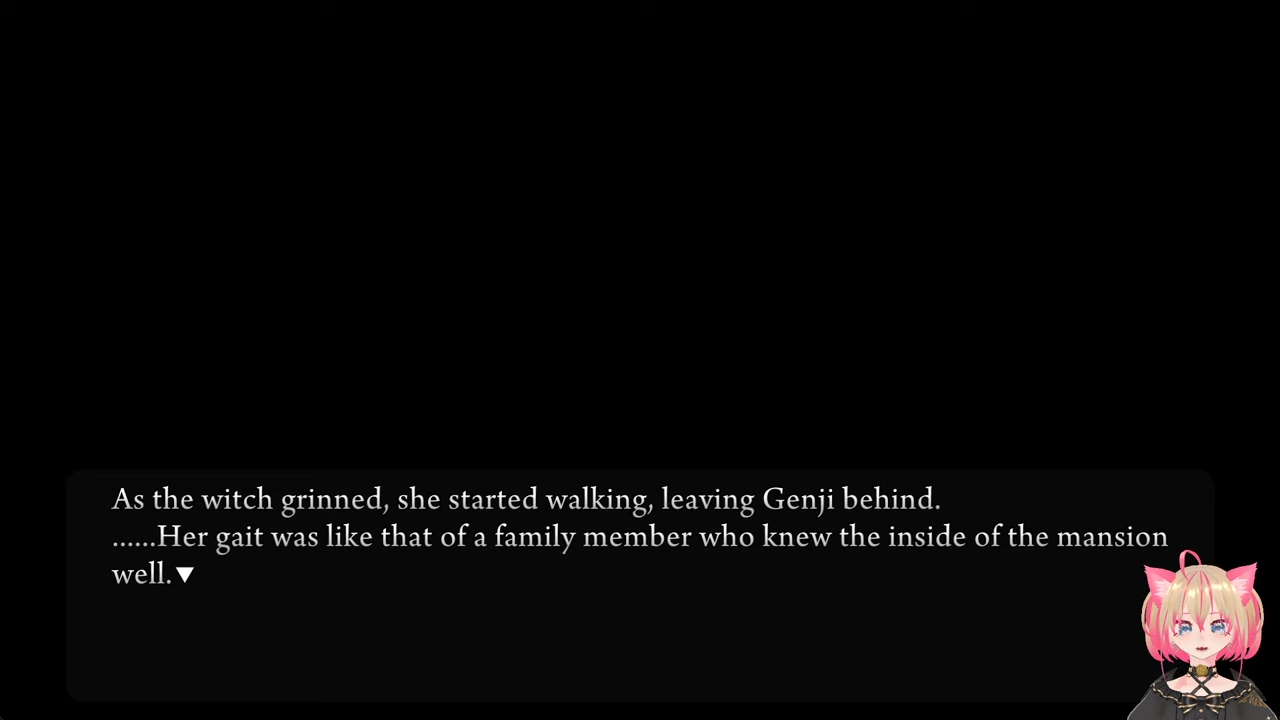 As the witch grinned, she started walking, leaving Genji behind.
......Her gait was like that of a family member who knew the inside of the mansion
well.▼